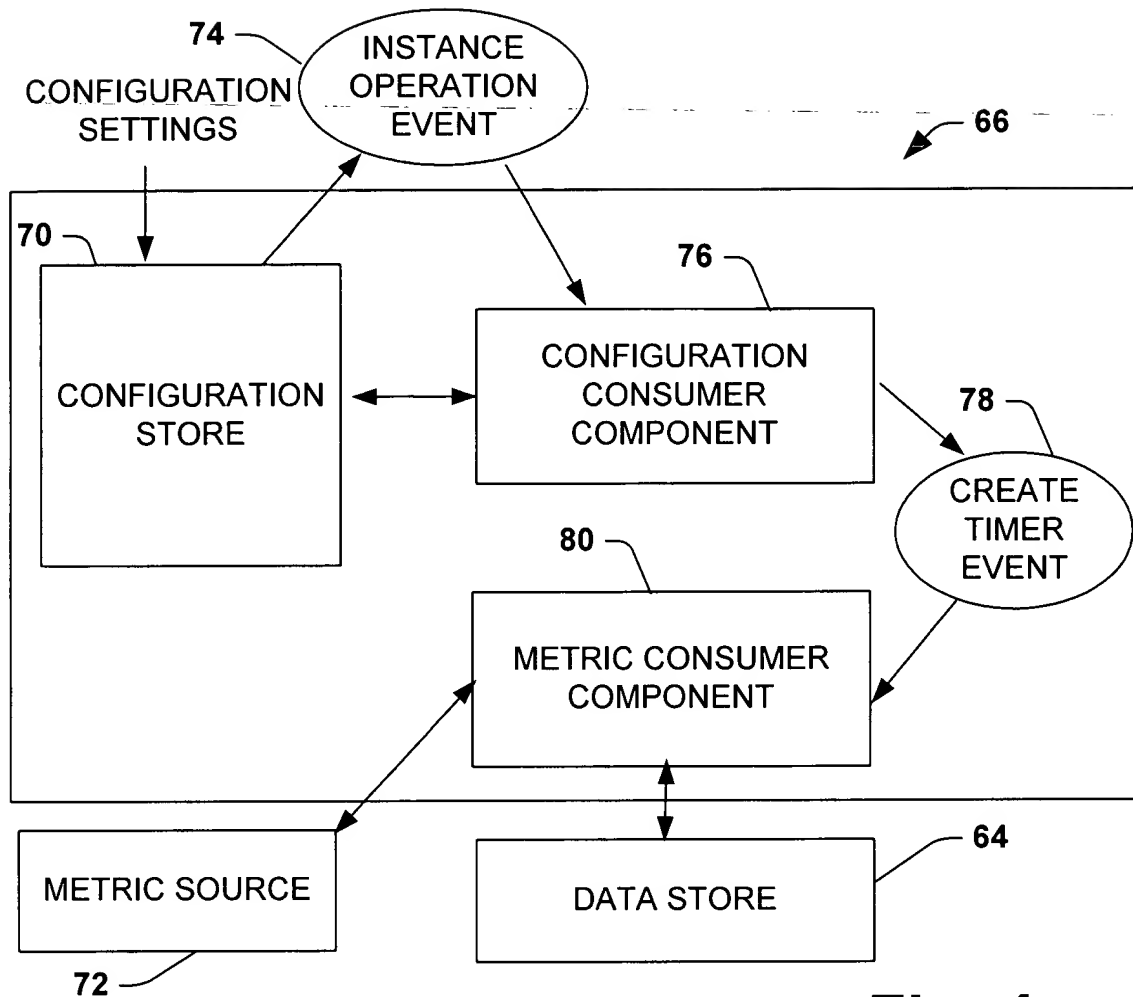 74
INSTANCE
OPERATION
EVENT
CONFIGURATION
SETTINGS
66
70
76
CONFIGURATION
STORE
CONFIGURATION
CONSUMER
COMPONENT
78
CREATE
TIMER
EVENT
80
METRIC CONSUMER
COMPONENT
64
METRIC SOURCE
DATA STORE
72